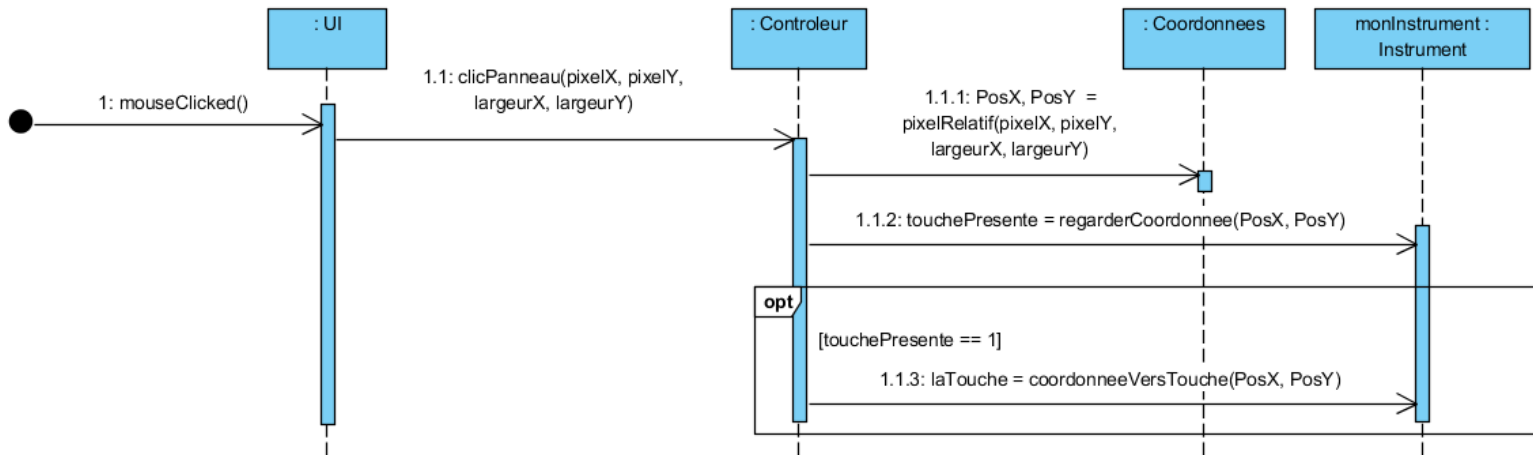 : UI
: Controleur
: Coordonnees
monInstrument :
Instrument
1: mouseClicked()
1.1: clicPanneau(pixelX, pixelY,
largeurX, largeurY)
1.1.1: PosX, PosY =
pixelRelatif(pixelX, pixelY,
largeurX, largeurY)
1.1.2: touchePresente = regarderCoordonnee(PosX, PosY)
opt
[touchePresente == 1]
1.1.3: laTouche = coordonneeVersTouche(PosX, PosY)